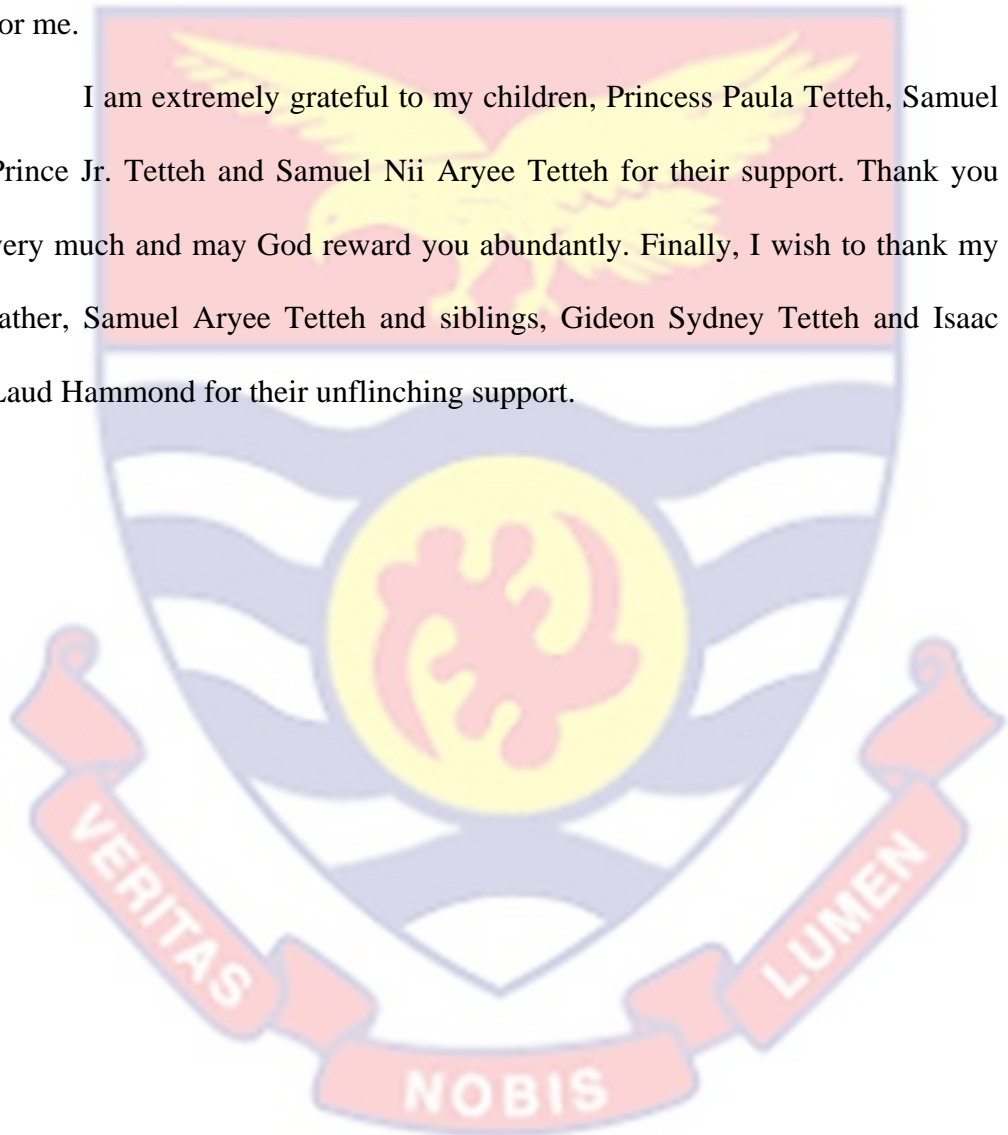 or me.
I am extremely grateful to my children, Princess Paula Tetteh, Samuel
Prince Jr. Tetteh and Samuel Nii Aryee Tetteh for their support. Thank you
very much and may God reward you abundantly. Finally, I wish to thank my
father, Samuel Aryee Tetteh and siblings, Gideon Sydney Tetteh and Isaac
Laud Hammond for their unflinching support.
VERITAS
NOBIS
LUMEN